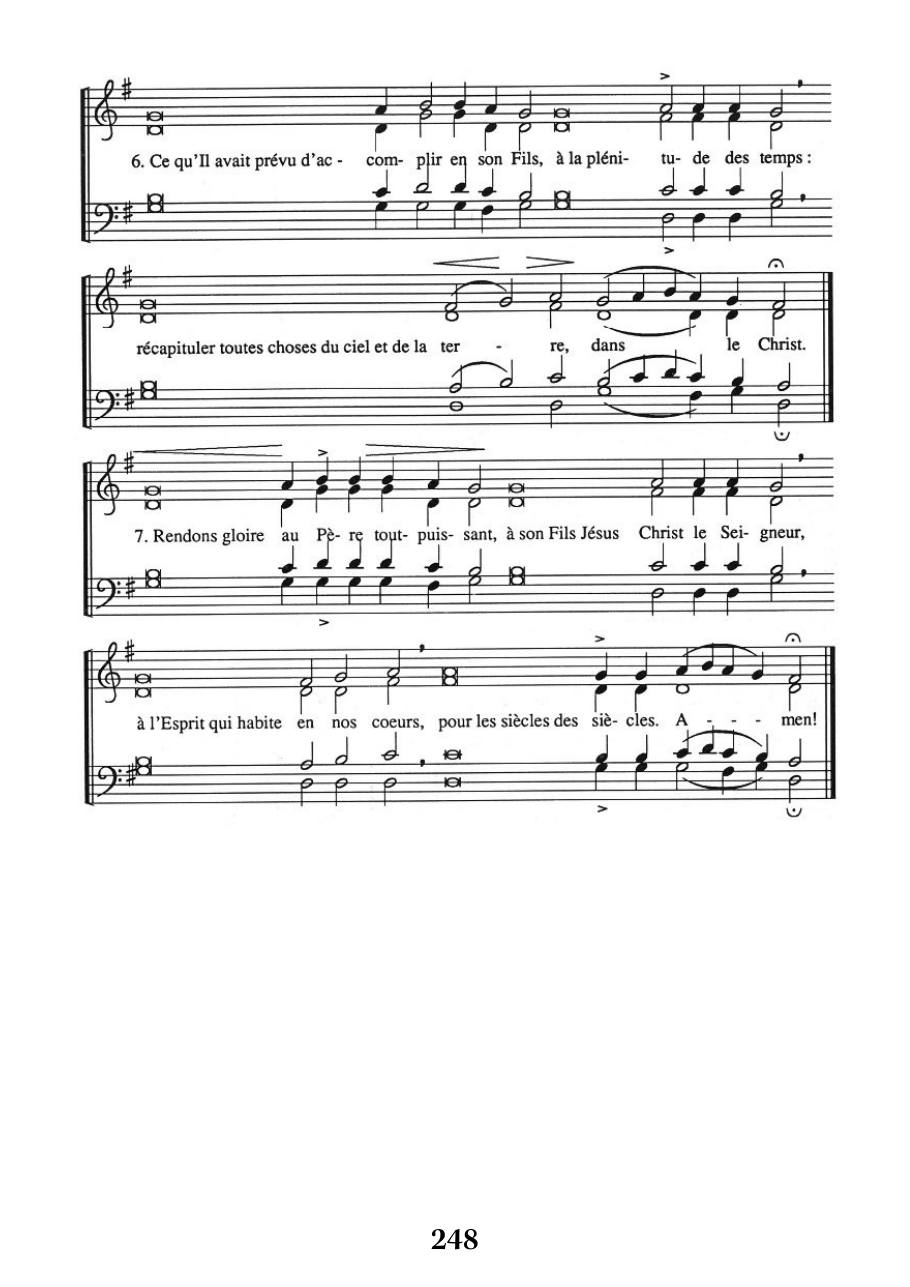 6. Ce qu'Il avait prévu d'ac - com- plir en son Fils, à la pléni- tu- de des temps :
récapituler toutes choses du ciel et de la ter - re, dans le Christ.
7. Rendons gloire au Pè- re tout- puis- sant, à son Fils Jésus Christ le Sei- gneur,
à l'Esprit qui habite en nos coeurs, pour les siècles des siè- cles. A - - - men!
248